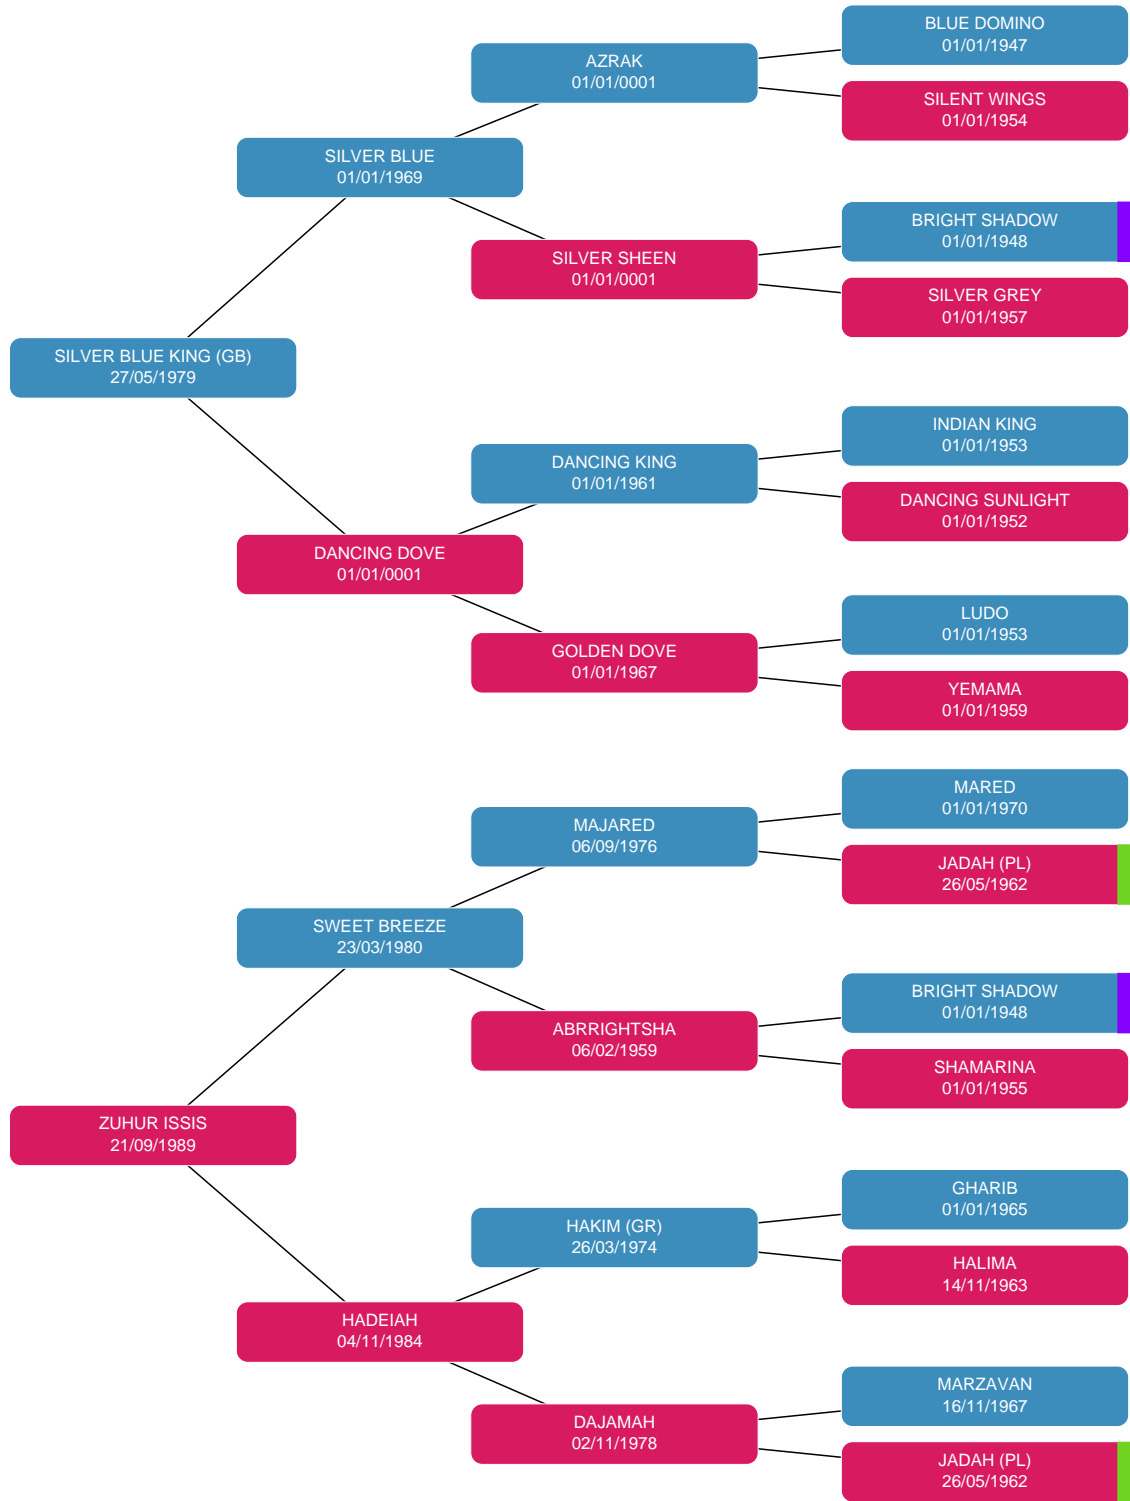 BLUE DOMINO
01/01/1947
AZRAK
01/01/0001
SILENT WINGS
01/01/1954
SILVER BLUE
01/01/1969
BRIGHT SHADOW
01/01/1948
SILVER SHEEN
01/01/0001
SILVER GREY
01/01/1957
SILVER BLUE KING (GB)
27/05/1979
INDIAN KING
01/01/1953
DANCING KING
01/01/1961
DANCING SUNLIGHT
01/01/1952
DANCING DOVE
01/01/0001
LUDO
01/01/1953
GOLDEN DOVE
01/01/1967
YEMAMA
01/01/1959
MARED
01/01/1970
MAJARED
06/09/1976
JADAH (PL)
26/05/1962
SWEET BREEZE
23/03/1980
BRIGHT SHADOW
01/01/1948
ABRRIGHTSHA
06/02/1959
SHAMARINA
01/01/1955
ZUHUR ISSIS
21/09/1989
GHARIB
01/01/1965
HAKIM (GR)
26/03/1974
HALIMA
14/11/1963
HADEIAH
04/11/1984
MARZAVAN
16/11/1967
DAJAMAH
02/11/1978
JADAH (PL)
26/05/1962